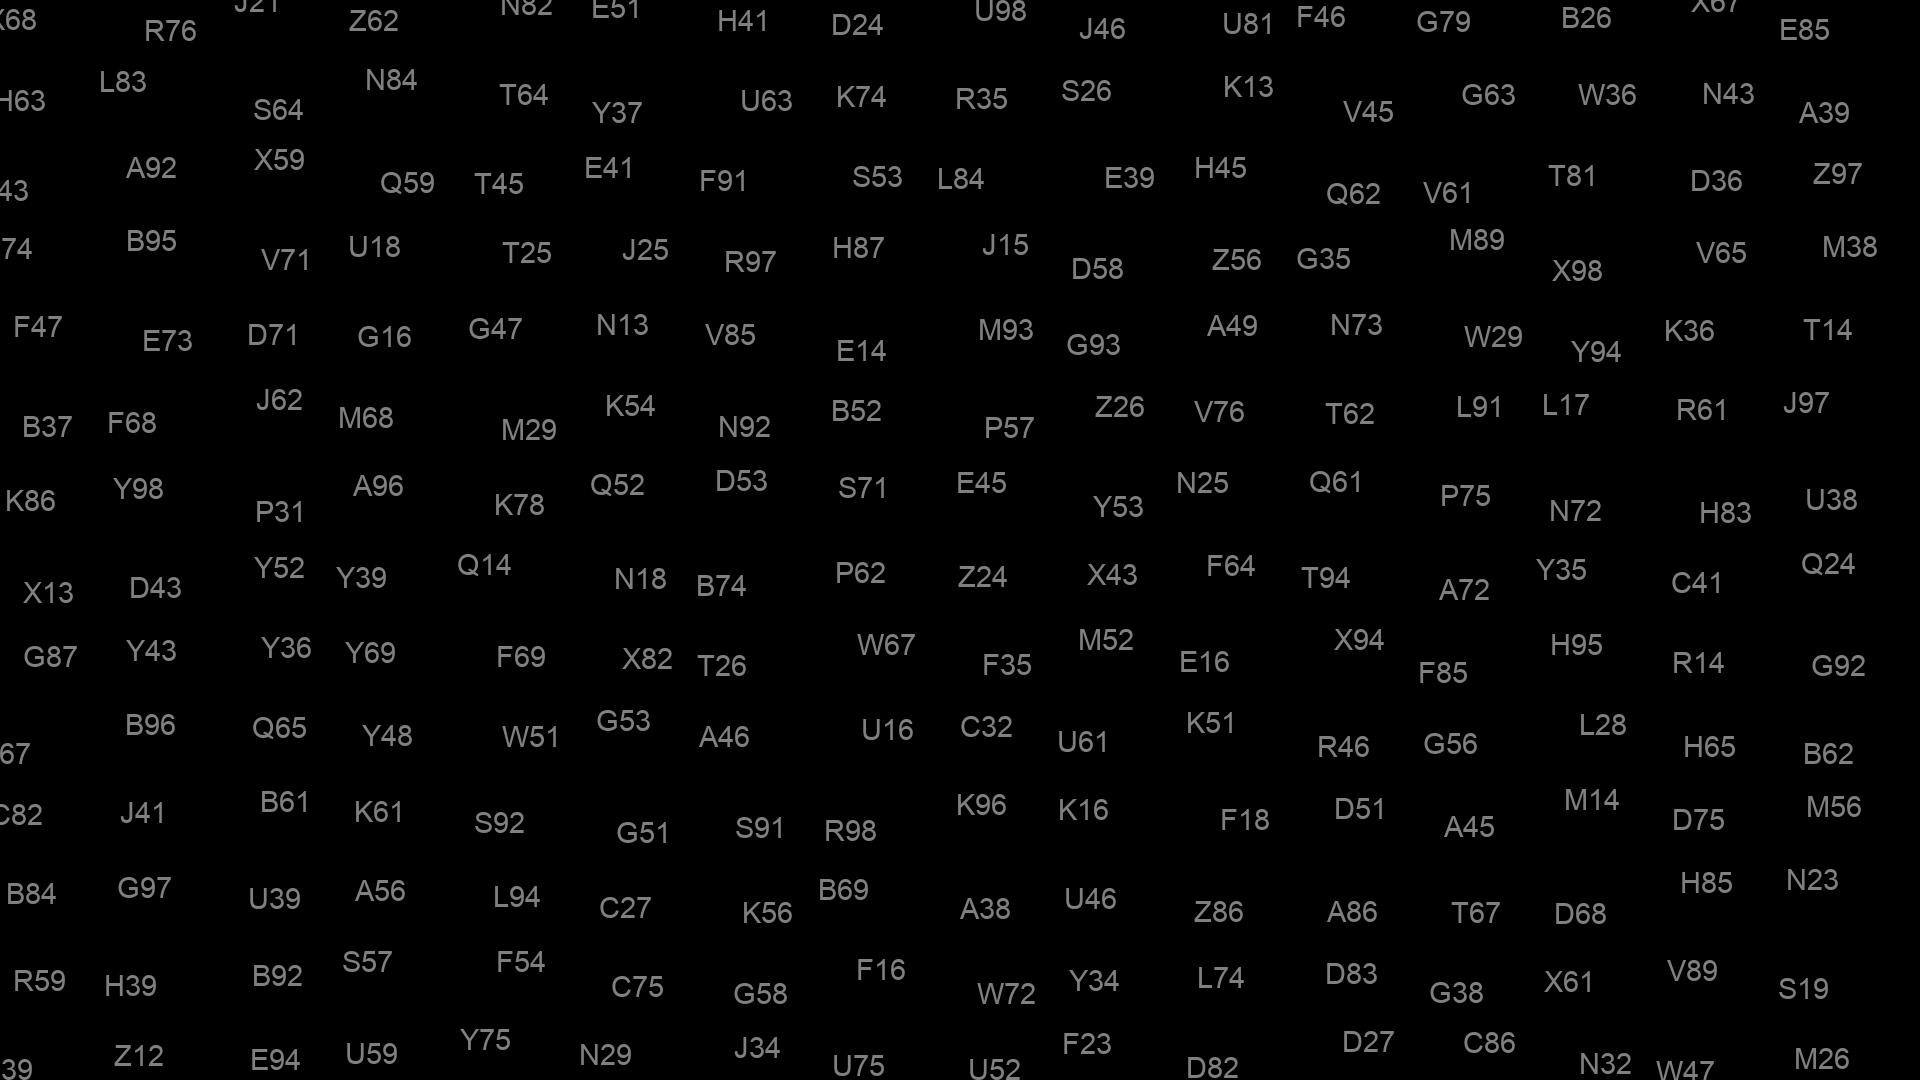 R76 Z62 N82 E51 H41 D24 U98 J46 U81 F46 G79 B26 X67 E85
L83 S64 N84 T64 Y37 U63 K74 R35 S26 K13 V45 G63 W36 N43 A39
A92 X59 Q59 T45 E41 F91 S53 L84 E39 H45 Q62 V61 T81 D36 Z97
B95 V71 U18 T25 J25 R97 H87 J15 D58 Z56 G35 M89 X98 V65 M38
F47 E73 D71 G16 G47 N13 V85 E14 M93 G93 A49 N73 W29 Y94 K36 T14
B37 F68 J62 M68 M29 K54 N92 B52 P57 Z26 V76 T62 L91 L17 R61 J97
K86 Y98 P31 A96 K78 Q52 D53 S71 E45 Y53 N25 Q61 P75 N72 H83 U38
X13 D43 Y52 Y39 Q14 N18 B74 P62 Z24 X43 F64 T94 A72 Y35 C41 Q24
G87 Y43 Y36 Y69 F69 X82 T26 W67 F35 M52 E16 X94 F85 H95 R14 G92
B96 Q65 Y48 W51 G53 A46 U16 C32 U61 K51 R46 G56 L28 H65 B62
C82 J41 B61 K61 S92 G51 S91 R98 K96 K16 F18 D51 A45 M14 D75 M56
B84 G97 U39 A56 L94 C27 K56 B69 A38 U46 Z86 A86 T67 D68 H85 N23
R59 H39 B92 S57 F54 C75 G58 F16 W72 Y34 L74 D83 G38 X61 V89 S19
Z12 E94 U59 Y75 N29 J34 U75 U52 F23 D82 D27 C86 N32 W47 M26